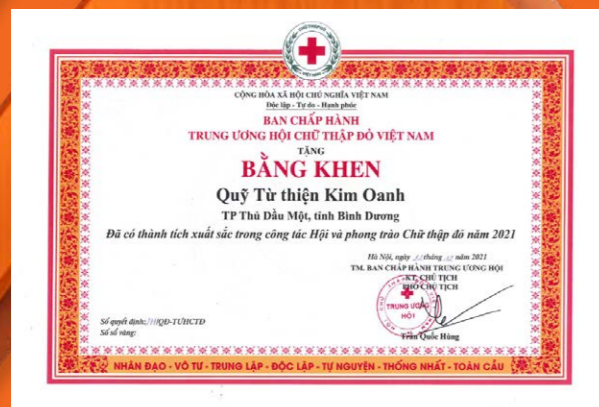 CỘNG HÒA XÃ HỘI CHỦ NGHĨA VIỆT NAM
Độc lập - Tự do - Hạnh phúc
BAN CHẤP HÀNH
TRUNG ƯƠNG HỘI CHỮ THẬP ĐỎ VIỆT NAM
TẶNG
BẰNG KHEN
Quỹ Từ thiện Kim Oanh
TP Thủ Dầu Một, tỉnh Bình Dương
Đã có thành tích xuất sắc trong công tác Hội và phong trào Chữ thập đỏ năm 2021
Hà Nội, ngày tháng năm 2021
TM. BAN CHẤP HÀNH TRUNG ƯƠNG HỘI
KT. CHỦ TỊCH
PHÓ CHỦ TỊCH
TRUNG ƯƠNG
HỘI
Số quyết định: /QĐ-TƯHCTĐ
Số sổ vàng:
Trần Quốc Hùng
NHÂN ĐẠO - VÔ TƯ - TRUNG LẬP - ĐỘC LẬP - TỰ NGUYỆN - THỐNG NHẤT - TOÀN CẦU